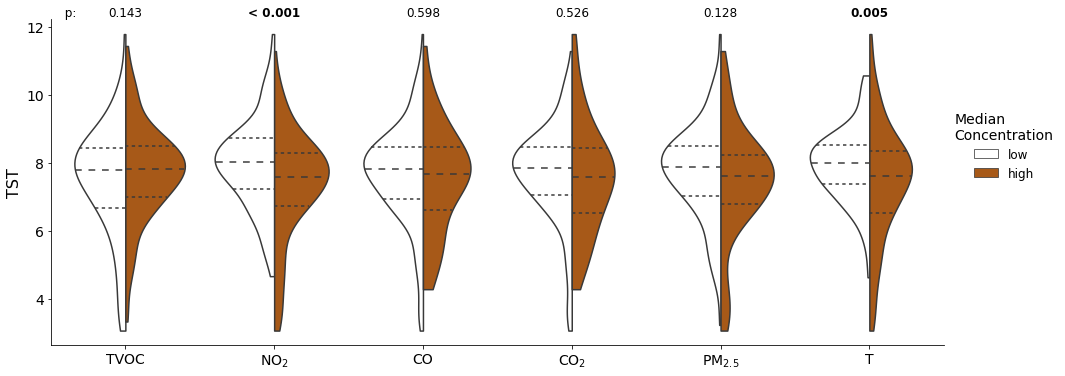 p: 0.143 < 0.001 0.598 0.526 0.128 0.005
12
10
8
6
4
TST
TVOC NO₂ CO CO₂ PM₂.₅ T
Median
Concentration
low
high